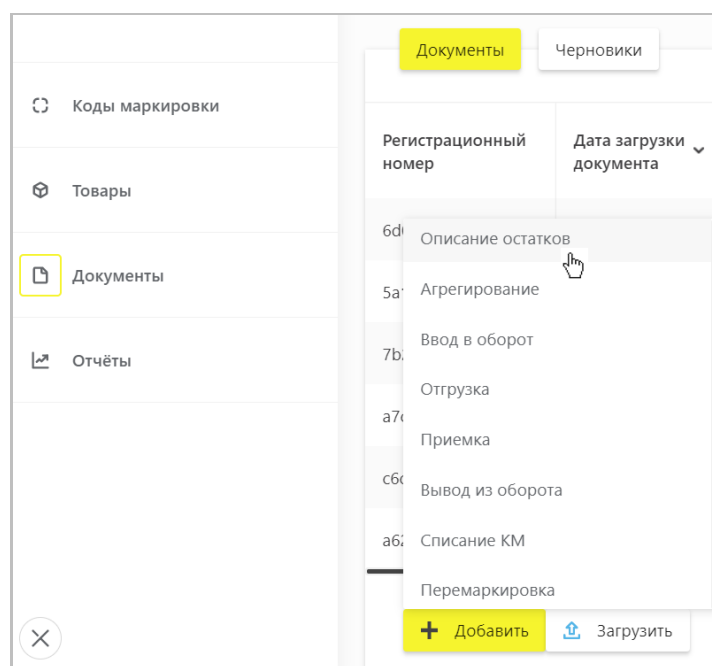 Документы
Черновики
Коды маркировки
Товары
Документы
Отчёты
Регистрационный
номер
Дата загрузки
документа
Описание остатков
Агрегирование
Ввод в оборот
Отгрузка
Приемка
Вывод из оборота
Списание КМ
Перемаркировка
Добавить
Загрузить